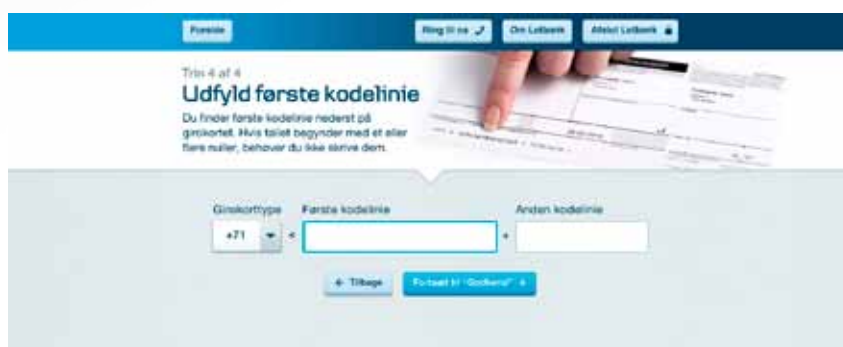 Forside
Ring til os
Om Letbank
Afslut Letbank
Trin 4 af 4
Udfyld første kodelinie
Du finder første kodelinie nederst på
girokortet. Hvis tallet begynder med et eller
flere nuller, behøver du ikke skrive dem.
Girokorttype
Første kodelinie
Anden kodelinie
+71
<
+
← Tilbage
Fortsæt til "Godkend" →